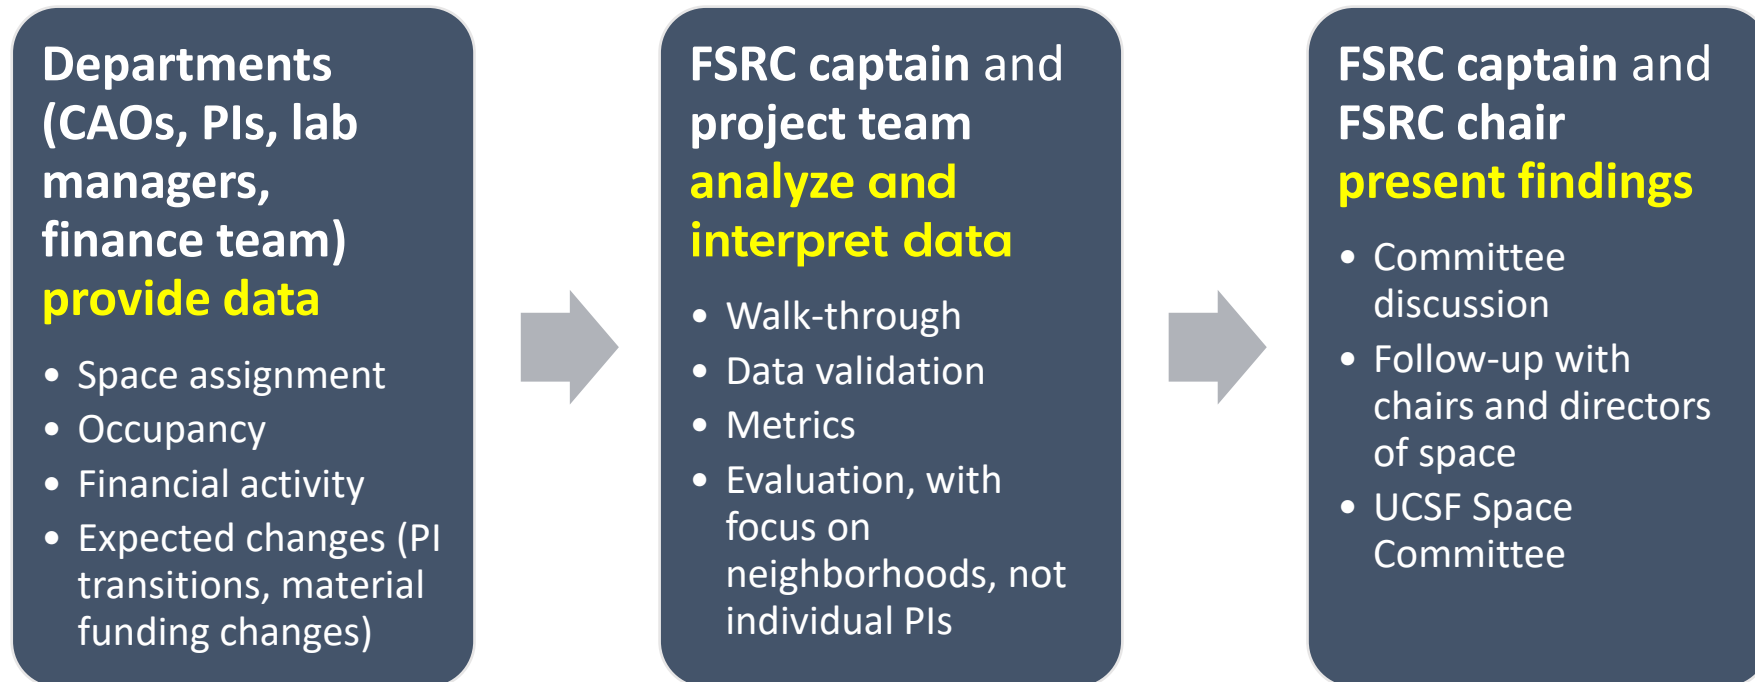 Departments
(CAOs, PIs, lab
managers,
finance team)
provide data
• Space assignment
• Occupancy
• Financial activity
• Expected changes (PI
transitions, material
funding changes)
FSRC captain and
project team
analyze and
interpret data
• Walk-through
• Data validation
• Metrics
• Evaluation, with
focus on
neighborhoods, not
individual PIs
FSRC captain and
FSRC chair
present findings
• Committee
discussion
• Follow-up with
chairs and directors
of space
• UCSF Space
Committee